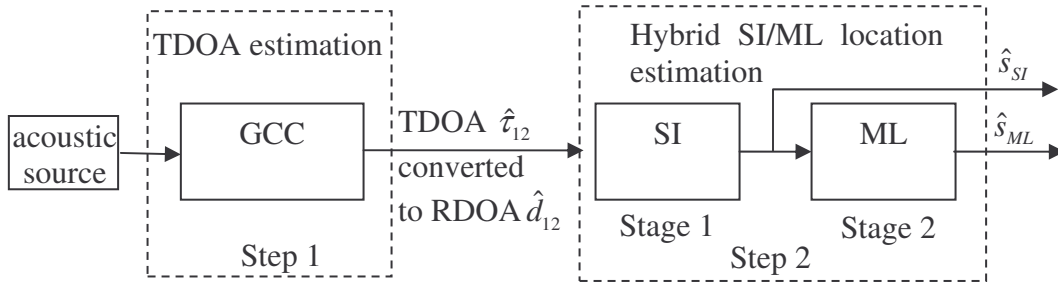 TDOA estimation
Hybrid SI/ML location
estimation
acoustic
source
GCC
TDOA τ̂₁₂
converted
to RDOA d̂₁₂
SI
ML
ŝ_SI
ŝ_ML
Stage 1
Stage 2
Step 1
Step 2